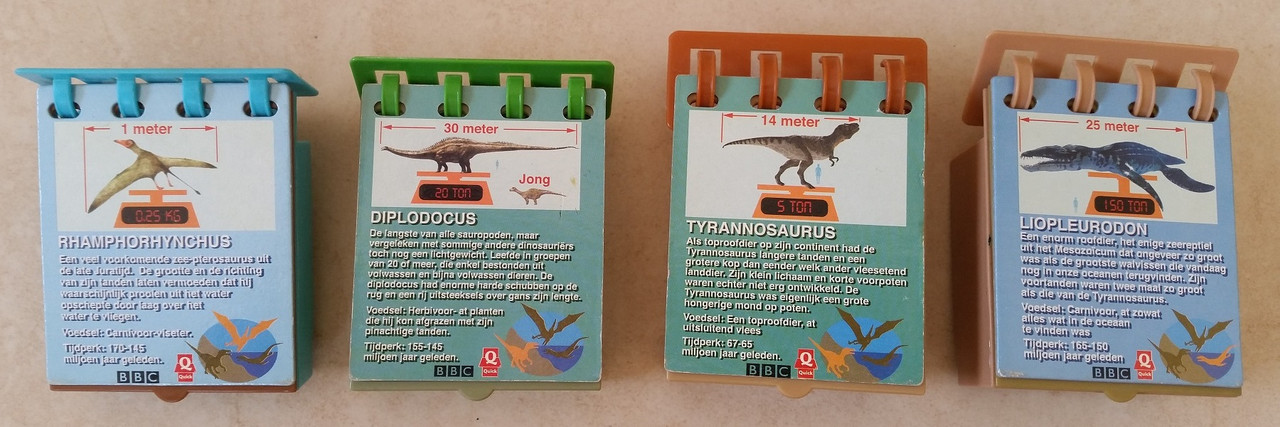 1 meter
0.25 KG
RHAMPHORHYNCHUS
Een veel voorkomende zee-pterosaurus uit
de late Juratijd. De grootte en de richting
van zijn tanden laten vermoeden dat hij
waarschijnlijk prooien uit het water
opschepte door laag over het
water te vliegen.
Voedsel: Carnivoor-viseter.
Tijdperk: 170-145
miljoen jaar geleden.
BBC
Q
Quick
30 meter
20 TON
Jong
DIPLODOCUS
De langste van alle sauropoden, maar
vergeleken met sommige andere dinosauriërs
toch nog een lichtgewicht. Leefde in groepen
van 20 of meer, die enkel bestonden uit
volwassen en bijna volwassen dieren. De
diplodocus had enorme harde schubben op de
rug en een rij uitsteeksels over gans zijn lengte.
Voedsel: Herbivoor- at planten
die hij kon afgrazen met zijn
pinachtige tanden.
Tijdperk: 155-145
miljoen jaar geleden.
BBC
Q
Quick
14 meter
5 TON
TYRANNOSAURUS
Als toproofdier op zijn continent had de
Tyrannosaurus langere tanden en een
grotere kop dan eender welk ander vleesetend
landdier. Zijn klein lichaam en korte voorpoten
waren echter niet erg ontwikkeld. De
Tyrannosaurus was eigenlijk een grote
hongerige mond op poten.
Voedsel: Een toproofdier, at
uitsluitend vlees
Tijdperk: 67-65
miljoen jaar geleden.
BBC
Q
Quick
25 meter
150 TON
LIOPLEURODON
Een enorm roofdier, het enige zeereptiel
uit het Mesozoïcum dat ongeveer zo groot
was als de grootste walvissen die vandaag
nog in onze oceanen terugvinden. Zijn
voortanden waren twee maal zo groot
als die van de Tyrannosaurus.
Voedsel: Carnivoor, at zowat
alles wat in de oceaan
te vinden was
Tijdperk: 165-150
miljoen jaar geleden
BBC
Q
Quick